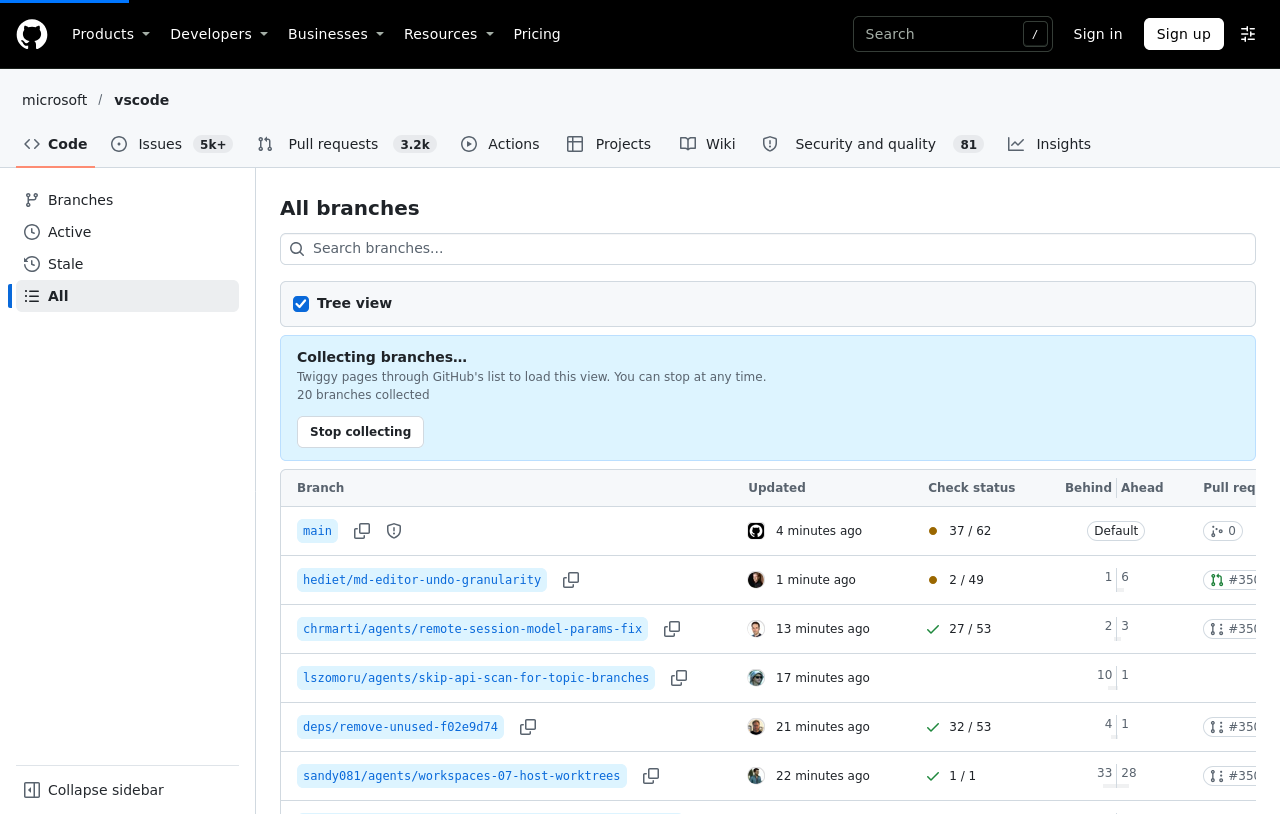 Products Developers Businesses Resources Pricing Search / Sign in Sign up
microsoft / vscode
Code Issues 5k+ Pull requests 3.2k Actions Projects Wiki Security and quality 81 Insights
Branches
Active
Stale
All
Collapse sidebar
All branches
Search branches...
Tree view
Collecting branches…
Twiggy pages through GitHub's list to load this view. You can stop at any time.
20 branches collected
Stop collecting
Branch Updated Check status Behind Ahead Pull req
main 4 minutes ago 37 / 62 Default 0
hediet/md-editor-undo-granularity 1 minute ago 2 / 49 1 6 #350
chrmarti/agents/remote-session-model-params-fix 13 minutes ago 27 / 53 2 3 #350
lszomoru/agents/skip-api-scan-for-topic-branches 17 minutes ago 10 1
deps/remove-unused-f02e9d74 21 minutes ago 32 / 53 4 1 #350
sandy081/agents/workspaces-07-host-worktrees 22 minutes ago 1 / 1 33 28 #350